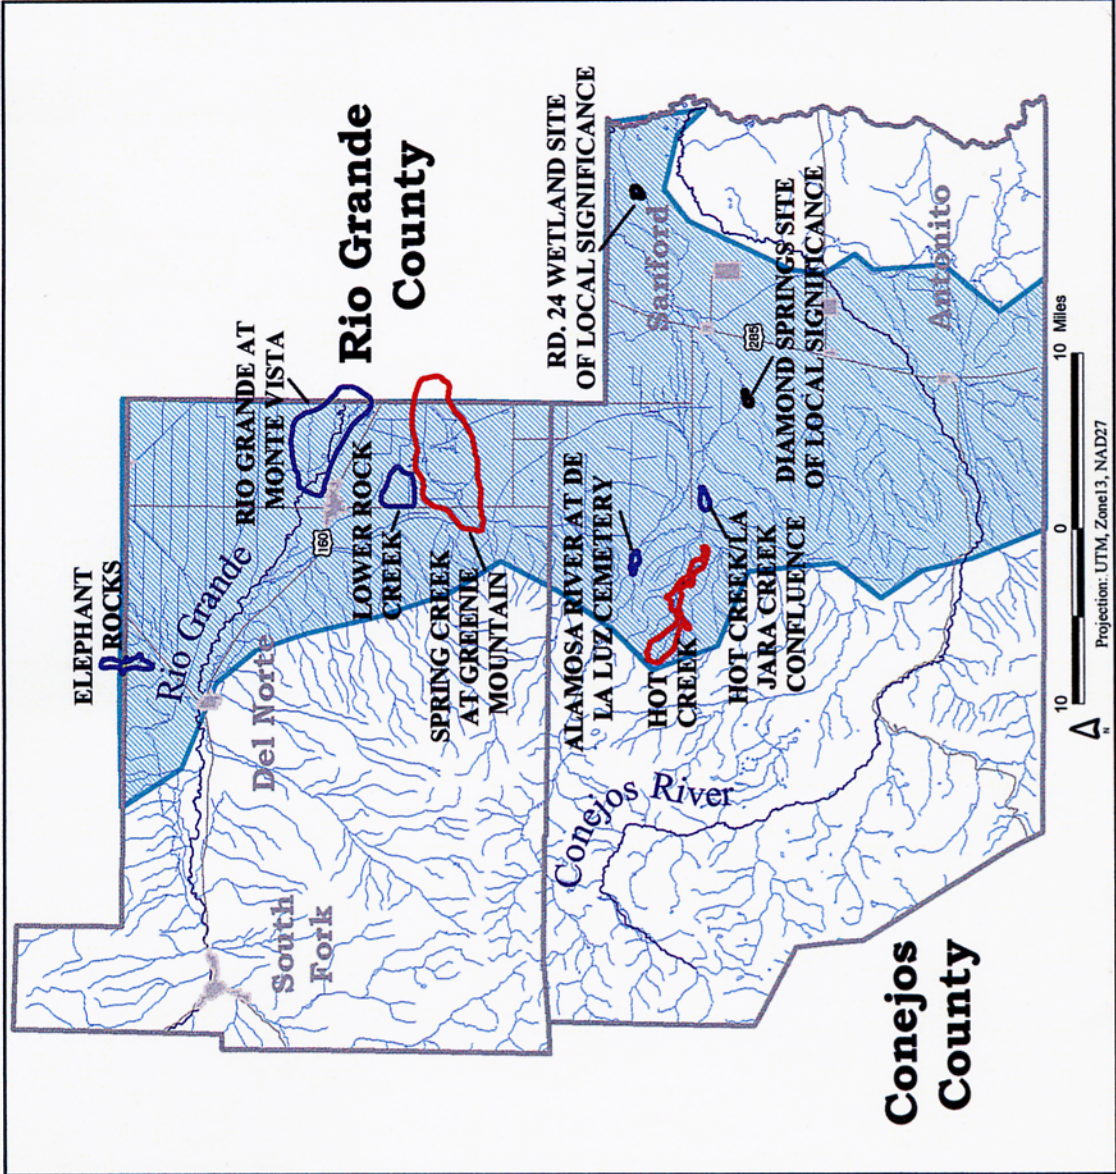 ELEPHANT
ROCKS
Rio Grande
RIO GRANDE AT
MONTE VISTA
Rio Grande
County
160
LOWER ROCK
CREEK
SPRING CREEK
AT GREENIE
MOUNTAIN
Del Norte
South
Fork
RD. 24 WETLAND SITE
OF LOCAL SIGNIFICANCE
Sanford
285
DIAMOND SPRINGS SITE
OF LOCAL SIGNIFICANCE
Antonito
ALAMOSA RIVER AT DE
LA LUZ CEMETERY
HOT
CREEK
HOT CREEK/LA
JARA CREEK
CONFLUENCE
Conejos River
Conejos
County
N
10 0 10 Miles
Projection: UTM, Zone13, NAD27